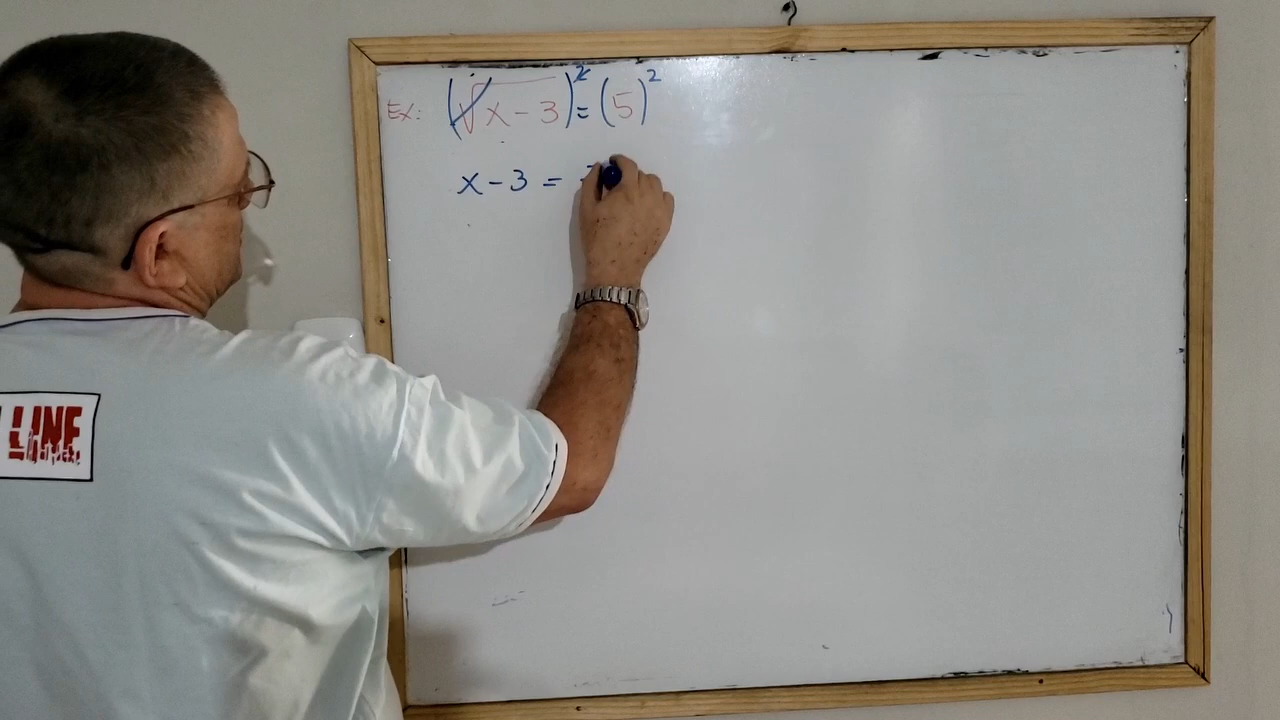 Ex: (√x - 3)² = (5)²
x - 3 =
LINE